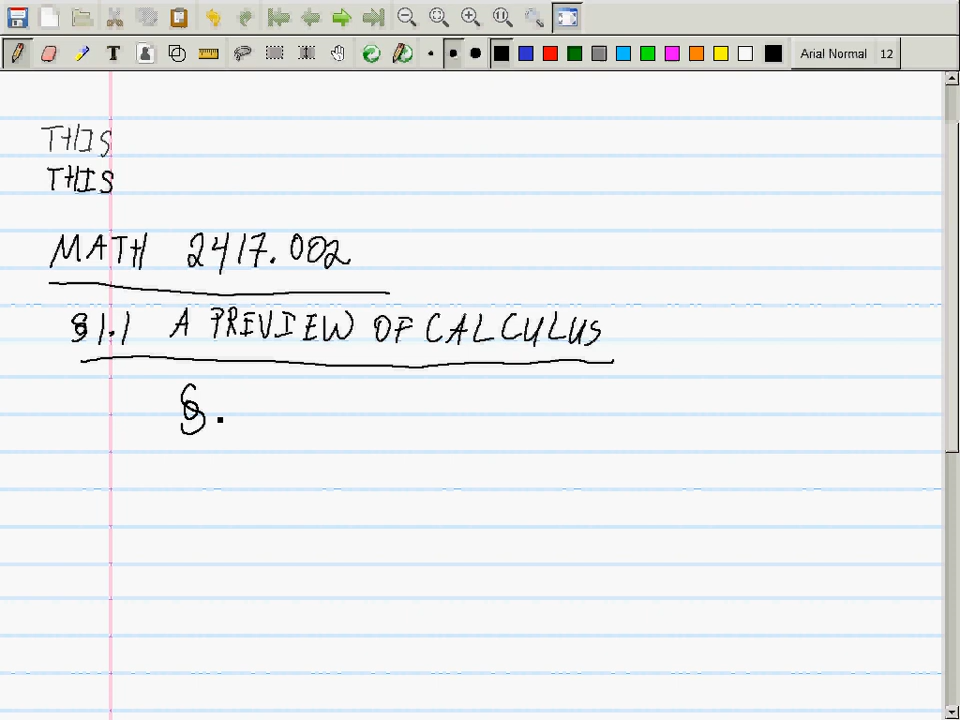 Arial Normal 12
THIS
THIS
MATH 2417.002
§1.1 A PREVIEW OF CALCULUS
§.